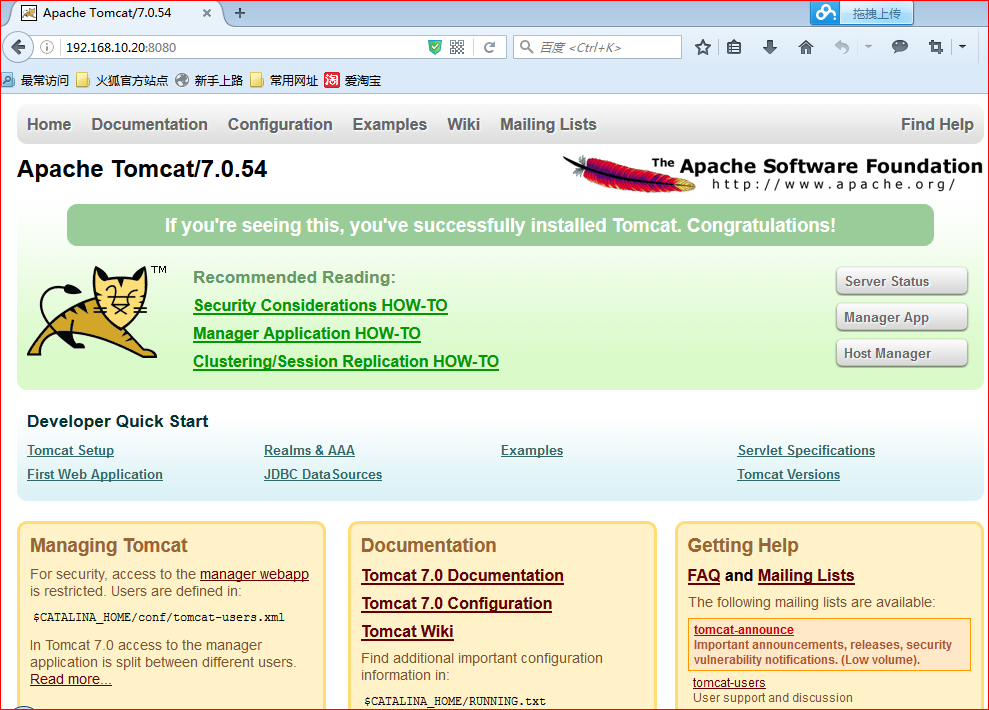 Apache Tomcat/7.0.54
拖拽上传
192.168.10.20:8080
百度 <Ctrl+K>
最常访问 火狐官方站点 新手上路 常用网址 淘 爱淘宝
Home Documentation Configuration Examples Wiki Mailing Lists Find Help
Apache Tomcat/7.0.54
The Apache Software Foundation
http://www.apache.org/
If you're seeing this, you've successfully installed Tomcat. Congratulations!
TM
Recommended Reading:
Security Considerations HOW-TO
Manager Application HOW-TO
Clustering/Session Replication HOW-TO
Server Status
Manager App
Host Manager
Developer Quick Start
Tomcat Setup Realms & AAA Examples Servlet Specifications
First Web Application JDBC DataSources Tomcat Versions
Managing Tomcat
For security, access to the manager webapp
is restricted. Users are defined in:
$CATALINA_HOME/conf/tomcat-users.xml
In Tomcat 7.0 access to the manager
application is split between different users.
Read more...
Documentation
Tomcat 7.0 Documentation
Tomcat 7.0 Configuration
Tomcat Wiki
Find additional important configuration
information in:
$CATALINA_HOME/RUNNING.txt
Getting Help
FAQ and Mailing Lists
The following mailing lists are available:
tomcat-announce
Important announcements, releases, security
vulnerability notifications. (Low volume).
tomcat-users
User support and discussion